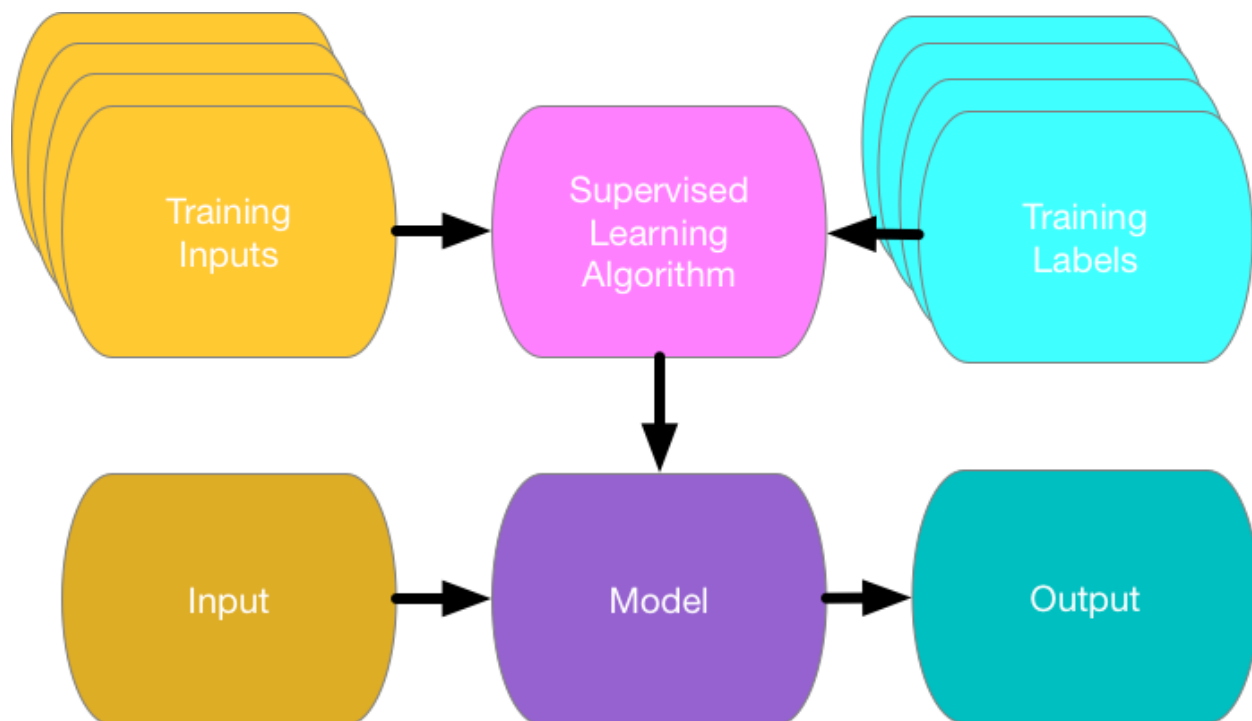 Training
Inputs
Supervised
Learning
Algorithm
Training
Labels
Input
Model
Output